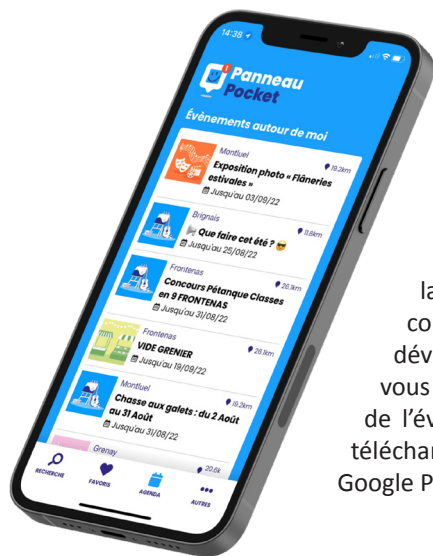 14:38
Panneau
Pocket
Évènements autour de moi
Montluel
19.2km
Exposition photo « Flâneries
estivales »
Jusqu'au 03/09/22
Brignais
11.8km
Que faire cet été ?
Jusqu'au 25/08/22
Frontenas
26.1km
Concours Pétanque Classes
en 9 FRONTENAS
Jusqu'au 31/08/22
Frontenas
26.1km
VIDE GRENIER
Jusqu'au 19/09/22
Montluel
19.2km
Chasse aux galets : du 2 Août
au 31 Août
Jusqu'au 31/08/22
Grenay
20.6k
RECHERCHE
FAVORIS
AGENDA
AUTRES
la
co
dév
vous
de l'év
téléchar
Google P